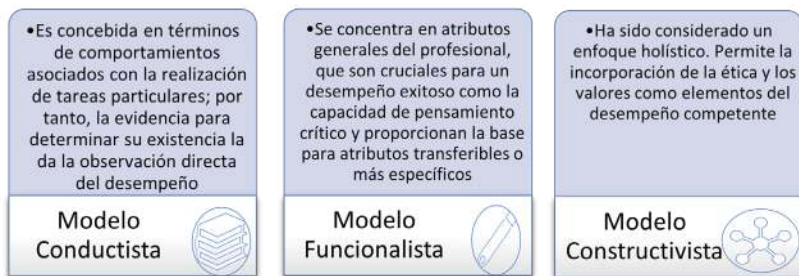 •Es concebida en términos
de comportamientos
asociados con la realización
de tareas particulares; por
tanto, la evidencia para
determinar su existencia la
da la observación directa
del desempeño
Modelo
Conductista
•Se concentra en atributos
generales del profesional,
que son cruciales para un
desempeño exitoso como la
capacidad de pensamiento
crítico y proporcionan la base
para atributos transferibles o
más específicos
Modelo
Funcionalista
•Ha sido considerado un
enfoque holístico. Permite la
incorporación de la ética y los
valores como elementos del
desempeño competente
Modelo
Constructivista